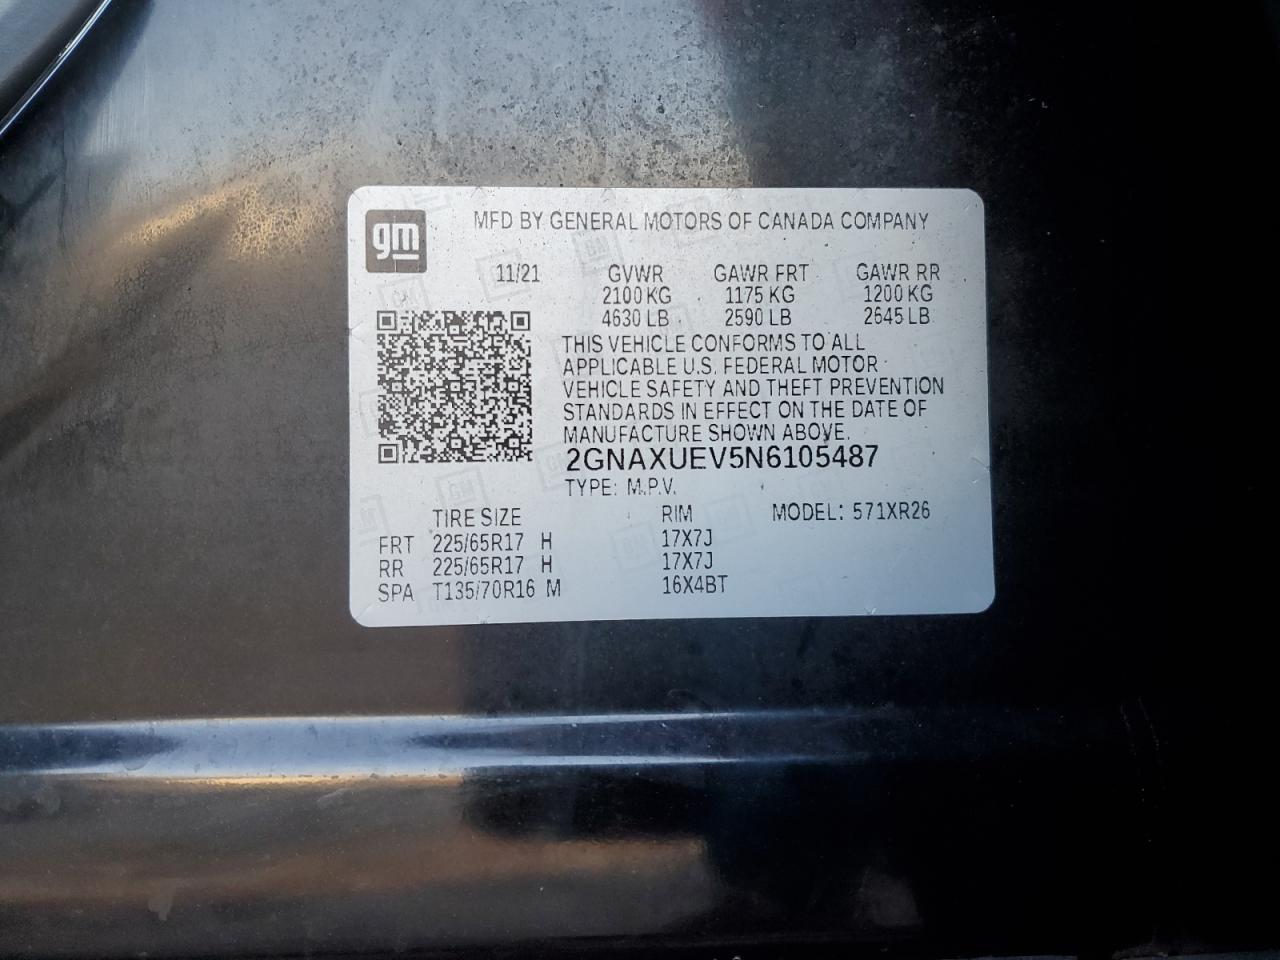 gm MFD BY GENERAL MOTORS OF CANADA COMPANY
11/21 GVWR GAWR FRT GAWR RR
2100 KG 1175 KG 1200 KG
4630 LB 2590 LB 2645 LB
THIS VEHICLE CONFORMS TO ALL
APPLICABLE U.S. FEDERAL MOTOR
VEHICLE SAFETY AND THEFT PREVENTION
STANDARDS IN EFFECT ON THE DATE OF
MANUFACTURE SHOWN ABOVE.
2GNAXUEV5N6105487
TYPE: M.P.V.
TIRE SIZE RIM MODEL: 571XR26
FRT 225/65R17 H 17X7J
RR 225/65R17 H 17X7J
SPA T135/70R16 M 16X4BT